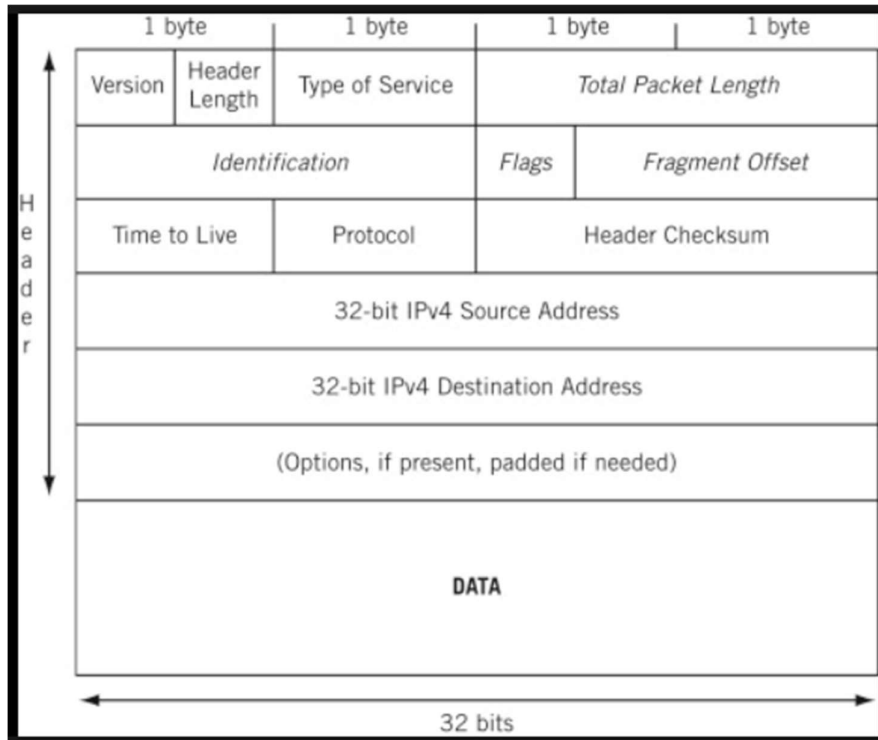 1 byte 1 byte 1 byte 1 byte
Version Header Length Type of Service Total Packet Length
Identification Flags Fragment Offset
Time to Live Protocol Header Checksum
32-bit IPv4 Source Address
32-bit IPv4 Destination Address
(Options, if present, padded if needed)
DATA
32 bits
Header